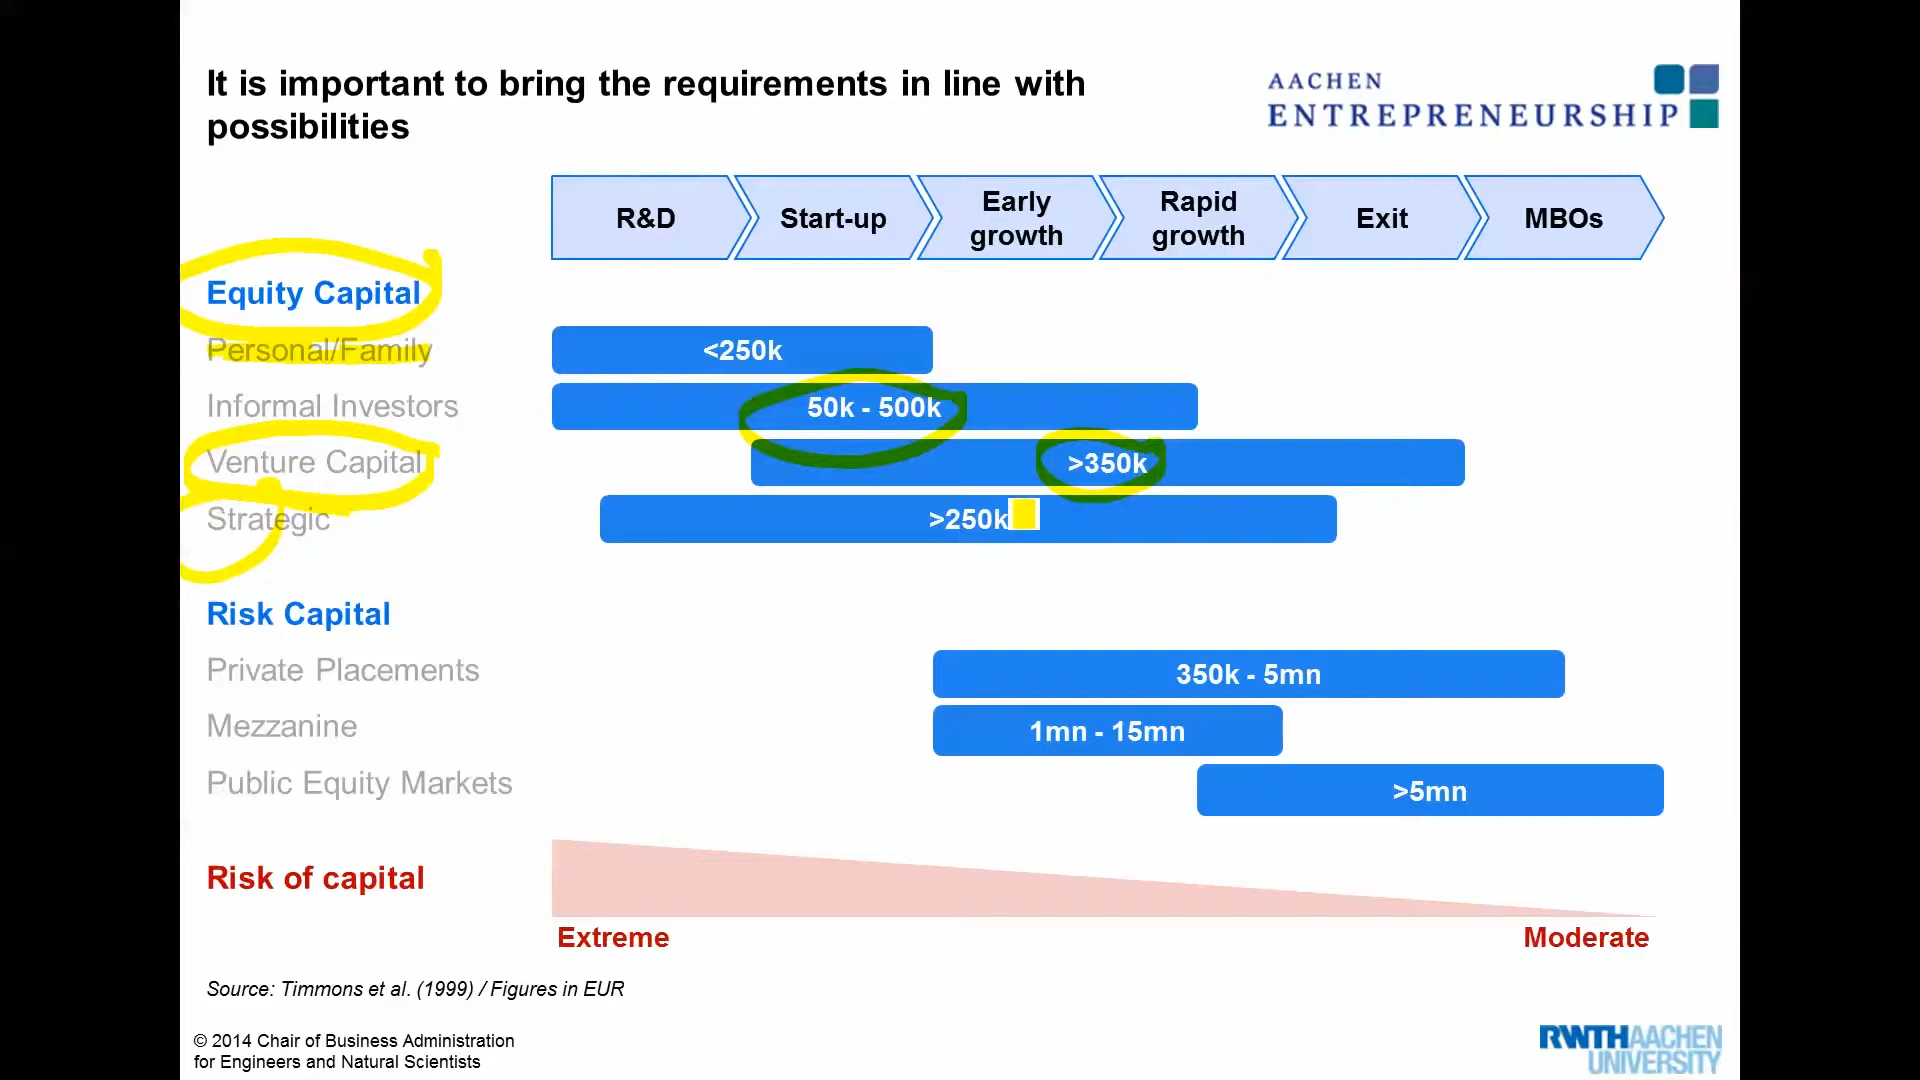 It is important to bring the requirements in line with
possibilities
AACHEN
ENTREPRENEURSHIP
R&D
Start-up
Early
growth
Rapid
growth
Exit
MBOs
Equity Capital
Personal/Family
<250k
Informal Investors
50k - 500k
Venture Capital
>350k
Strategic
>250k
Risk Capital
Private Placements
350k - 5mn
Mezzanine
1mn - 15mn
Public Equity Markets
>5mn
Risk of capital
Extreme
Moderate
Source: Timmons et al. (1999) / Figures in EUR
© 2014 Chair of Business Administration
for Engineers and Natural Scientists
RWTHAACHEN
UNIVERSITY